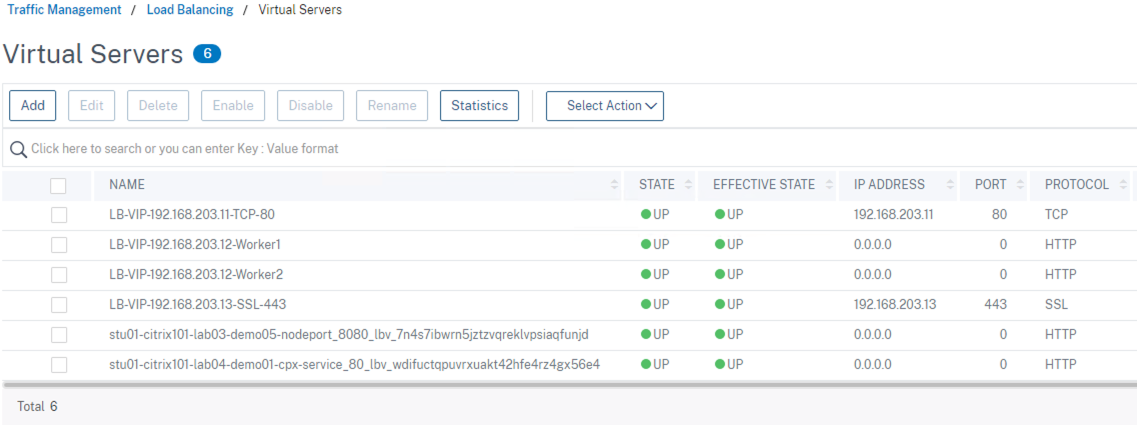 Traffic Management / Load Balancing / Virtual Servers
Virtual Servers 6
Add Edit Delete Enable Disable Rename Statistics Select Action
Click here to search or you can enter Key : Value format
NAME STATE EFFECTIVE STATE IP ADDRESS PORT PROTOCOL
LB-VIP-192.168.203.11-TCP-80 UP UP 192.168.203.11 80 TCP
LB-VIP-192.168.203.12-Worker1 UP UP 0.0.0.0 0 HTTP
LB-VIP-192.168.203.12-Worker2 UP UP 0.0.0.0 0 HTTP
LB-VIP-192.168.203.13-SSL-443 UP UP 192.168.203.13 443 SSL
stu01-citrix101-lab03-demo05-nodeport_8080_lbv_7n4s7ibwrn5jztzvqreklvpsiaqfunjd UP UP 0.0.0.0 0 HTTP
stu01-citrix101-lab04-demo01-cpx-service_80_lbv_wdifuctqpuvrxuakt42hfe4rz4gx56e4 UP UP 0.0.0.0 0 HTTP
Total 6